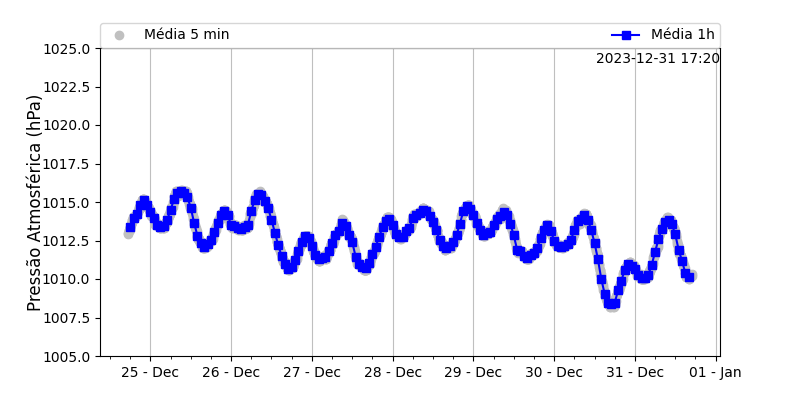 Média 5 min
Média 1h
2023-12-31 17:20
Pressão Atmosférica (hPa)
1025.0
1022.5
1020.0
1017.5
1015.0
1012.5
1010.0
1007.5
1005.0
25 - Dec
26 - Dec
27 - Dec
28 - Dec
29 - Dec
30 - Dec
31 - Dec
01 - Jan